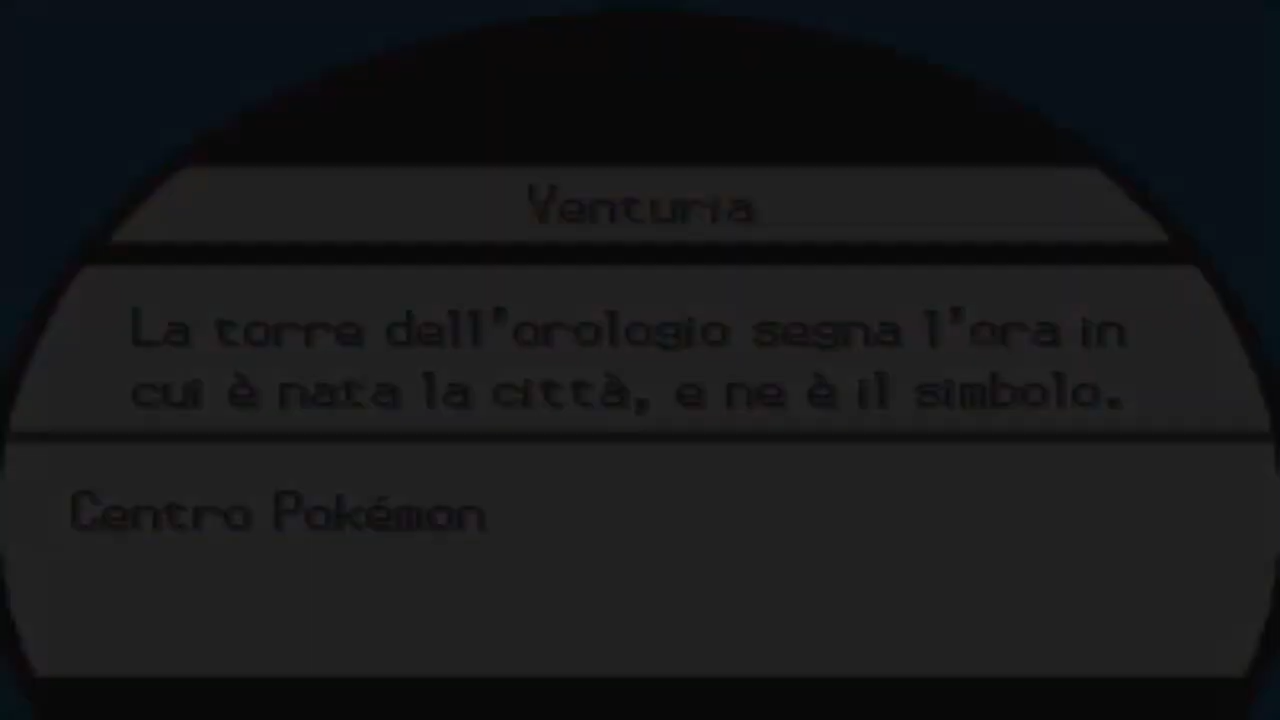 Venturia
La torre dell'orologio segna l'ora in
cui è nata la città, e ne è il simbolo.
Centro Pokémon